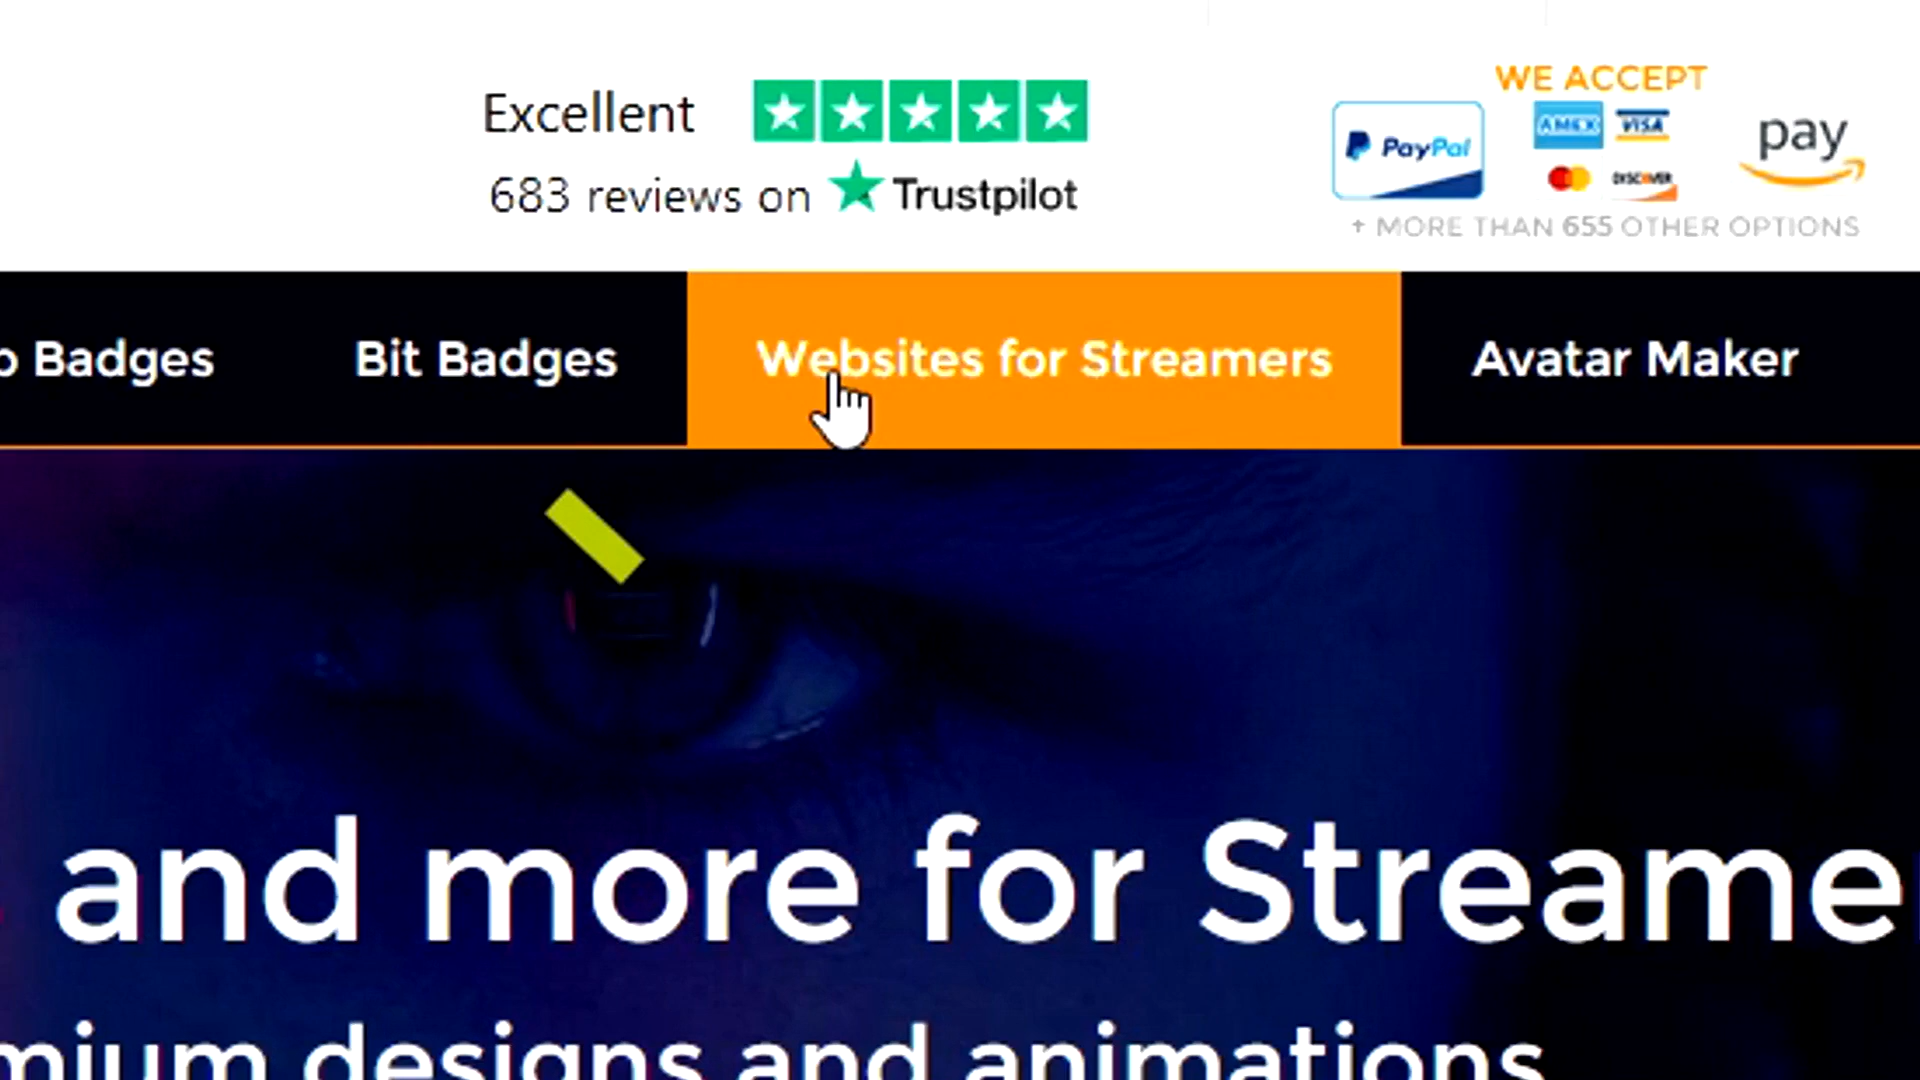 WE ACCEPT
Excellent
683 reviews on Trustpilot
PayPal
AMEX VISA
DISCOVER
pay
+ MORE THAN 655 OTHER OPTIONS
Badges
Bit Badges
Websites for Streamers
Avatar Maker
and more for Streame
mium designs and animations